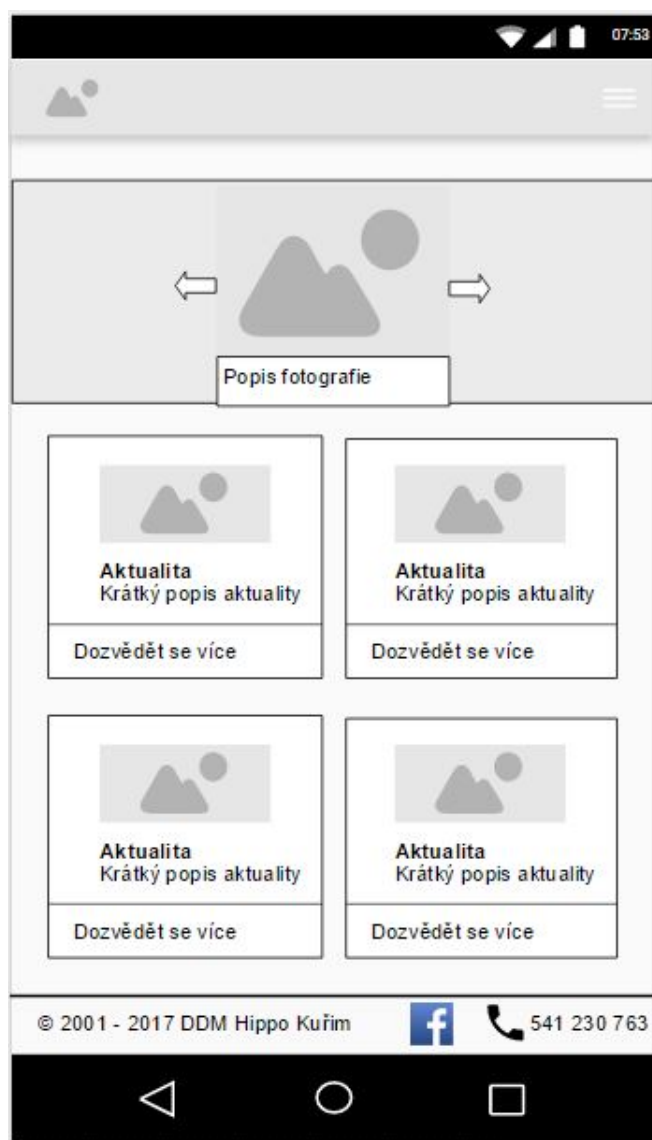 07:53
Popis fotografie
Aktualita
Krátký popis aktuality
Dozvědět se více
Aktualita
Krátký popis aktuality
Dozvědět se více
Aktualita
Krátký popis aktuality
Dozvědět se více
Aktualita
Krátký popis aktuality
Dozvědět se více
© 2001 - 2017 DDM Hippo Kuřim
541 230 763